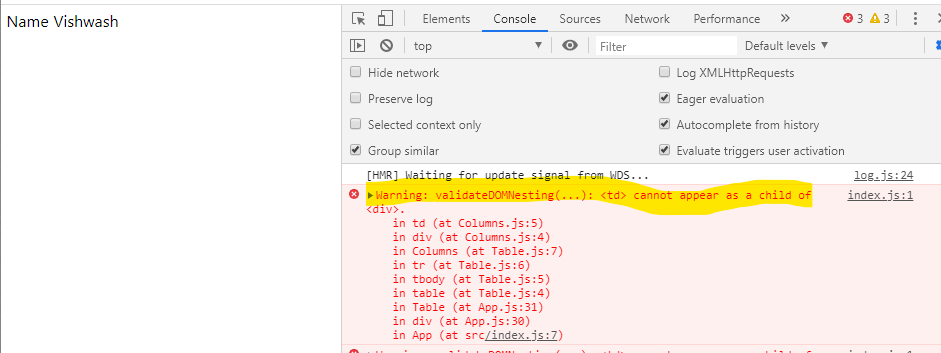 Name Vishwash
Elements Console Sources Network Performance » 3 3
top Filter Default levels ▼
Hide network Log XMLHttpRequests
Preserve log Eager evaluation
Selected context only Autocomplete from history
Group similar Evaluate triggers user activation
[HMR] Waiting for update signal from WDS... log.js:24
▶Warning: validateDOMNesting(...): <td> cannot appear as a child of index.js:1
<div>.
in td (at Columns.js:5)
in div (at Columns.js:4)
in Columns (at Table.js:7)
in tr (at Table.js:6)
in tbody (at Table.js:5)
in table (at Table.js:4)
in Table (at App.js:31)
in div (at App.js:30)
in App (at src/index.js:7)